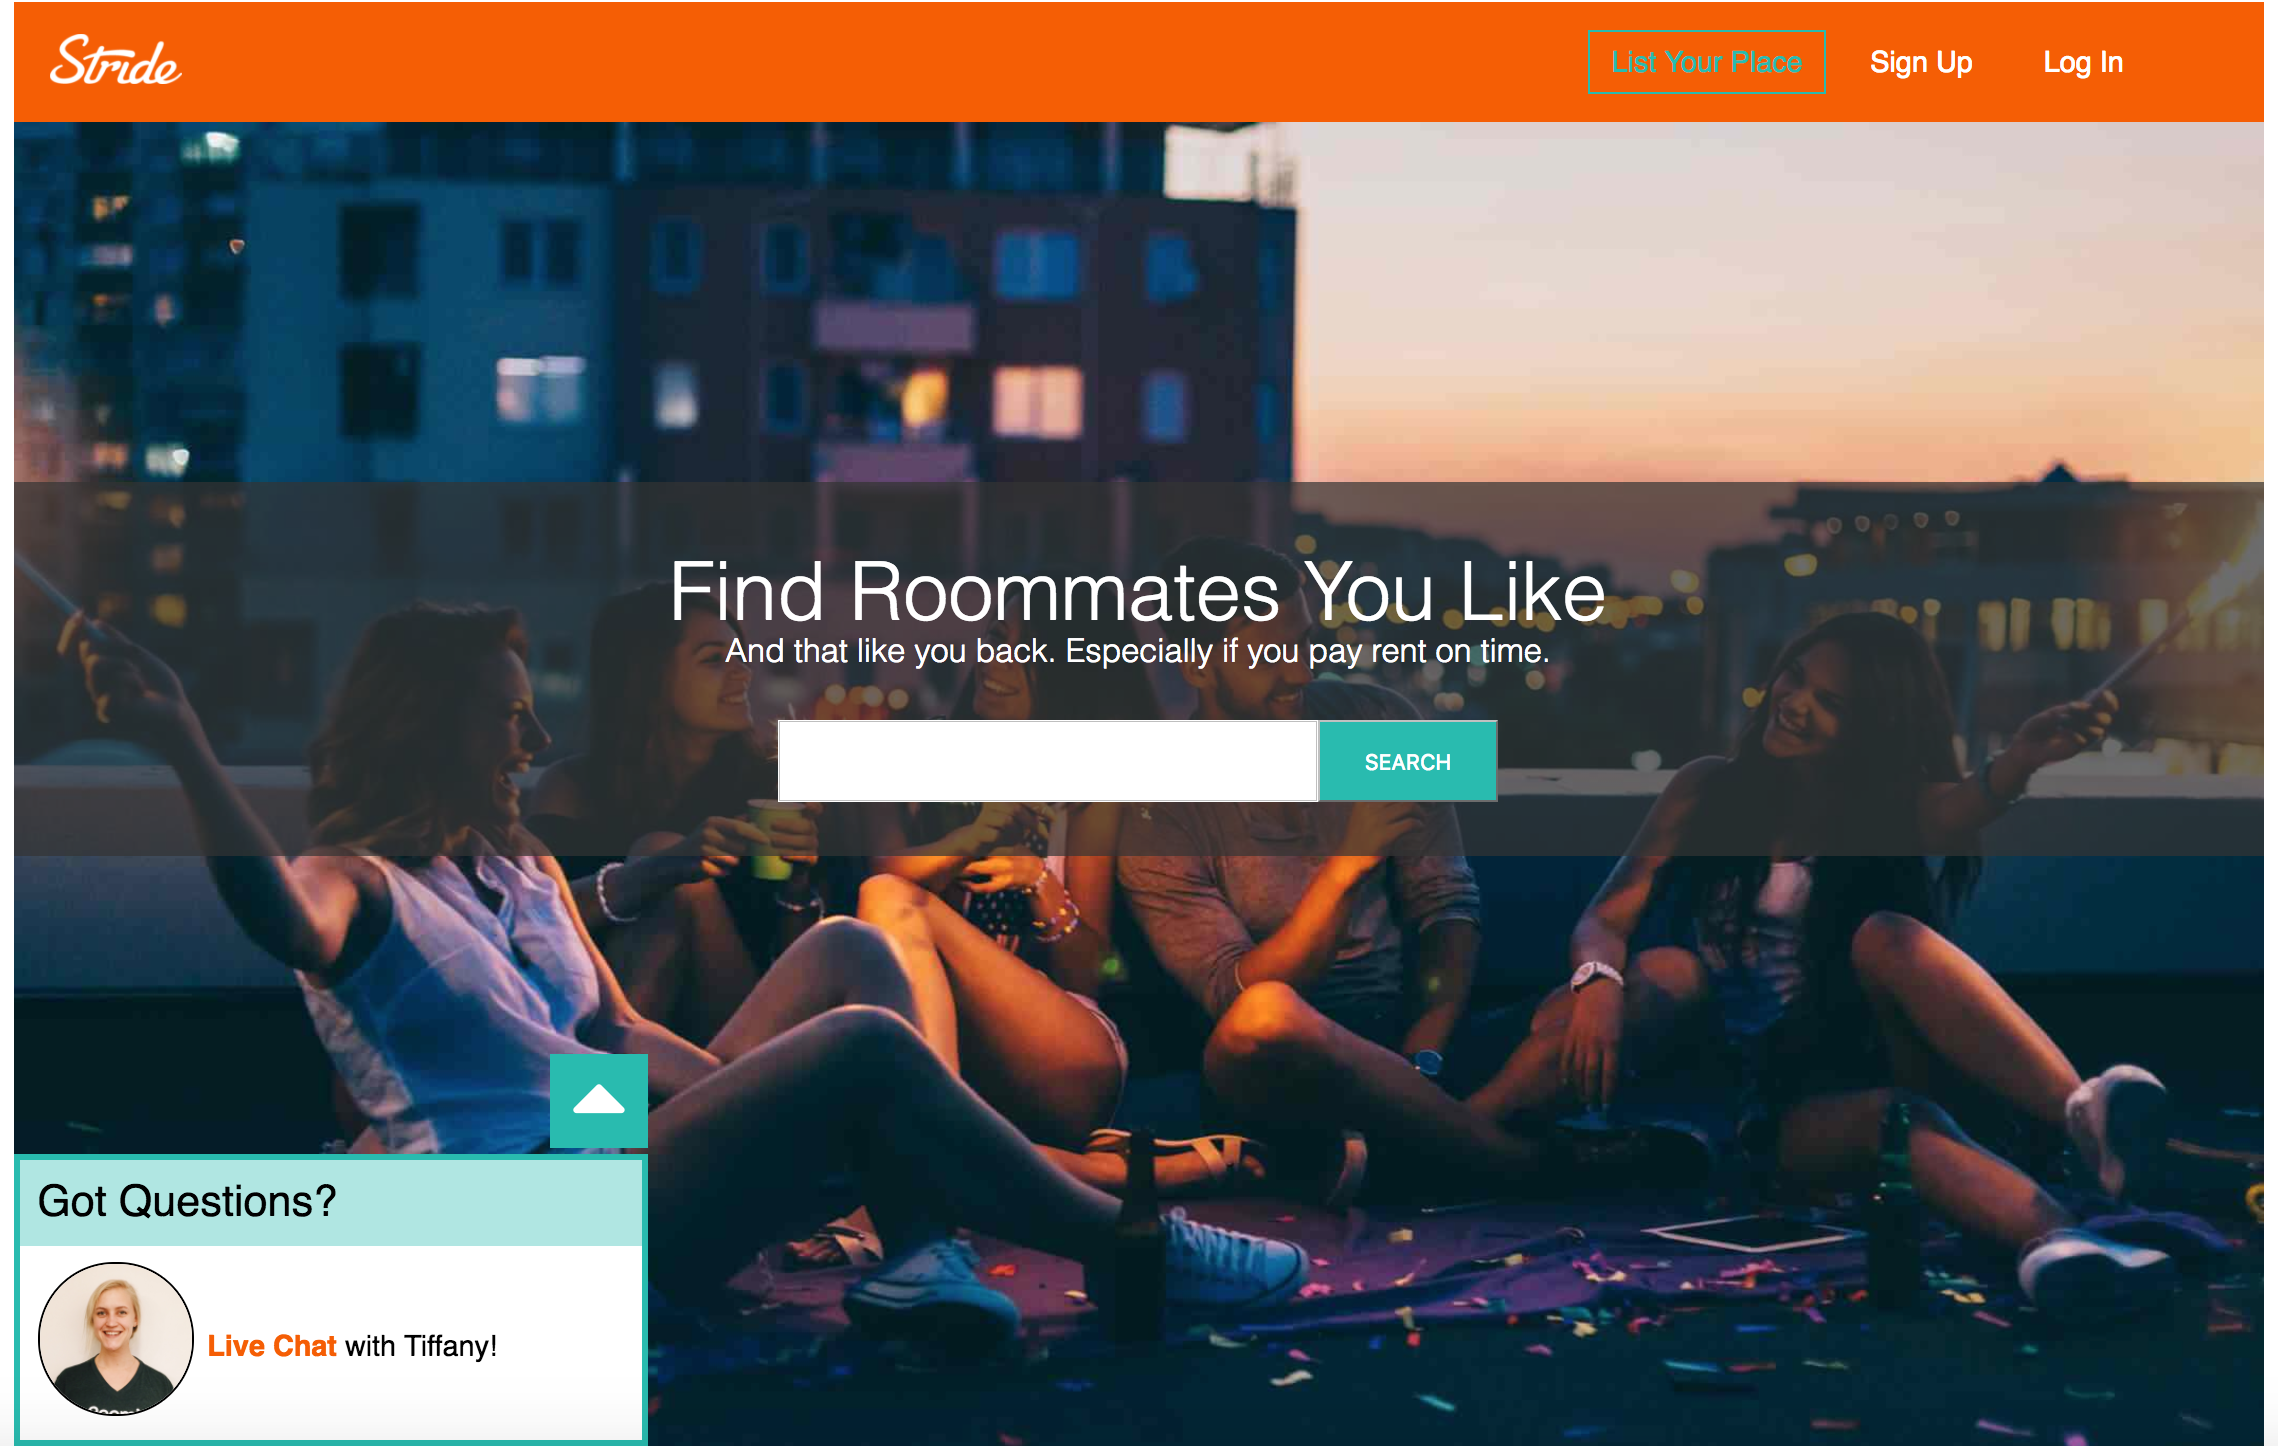 Stride
List Your Place
Sign Up
Log In
Find Roommates You Like
And that like you back. Especially if you pay rent on time.
SEARCH
Got Questions?
Live Chat with Tiffany!